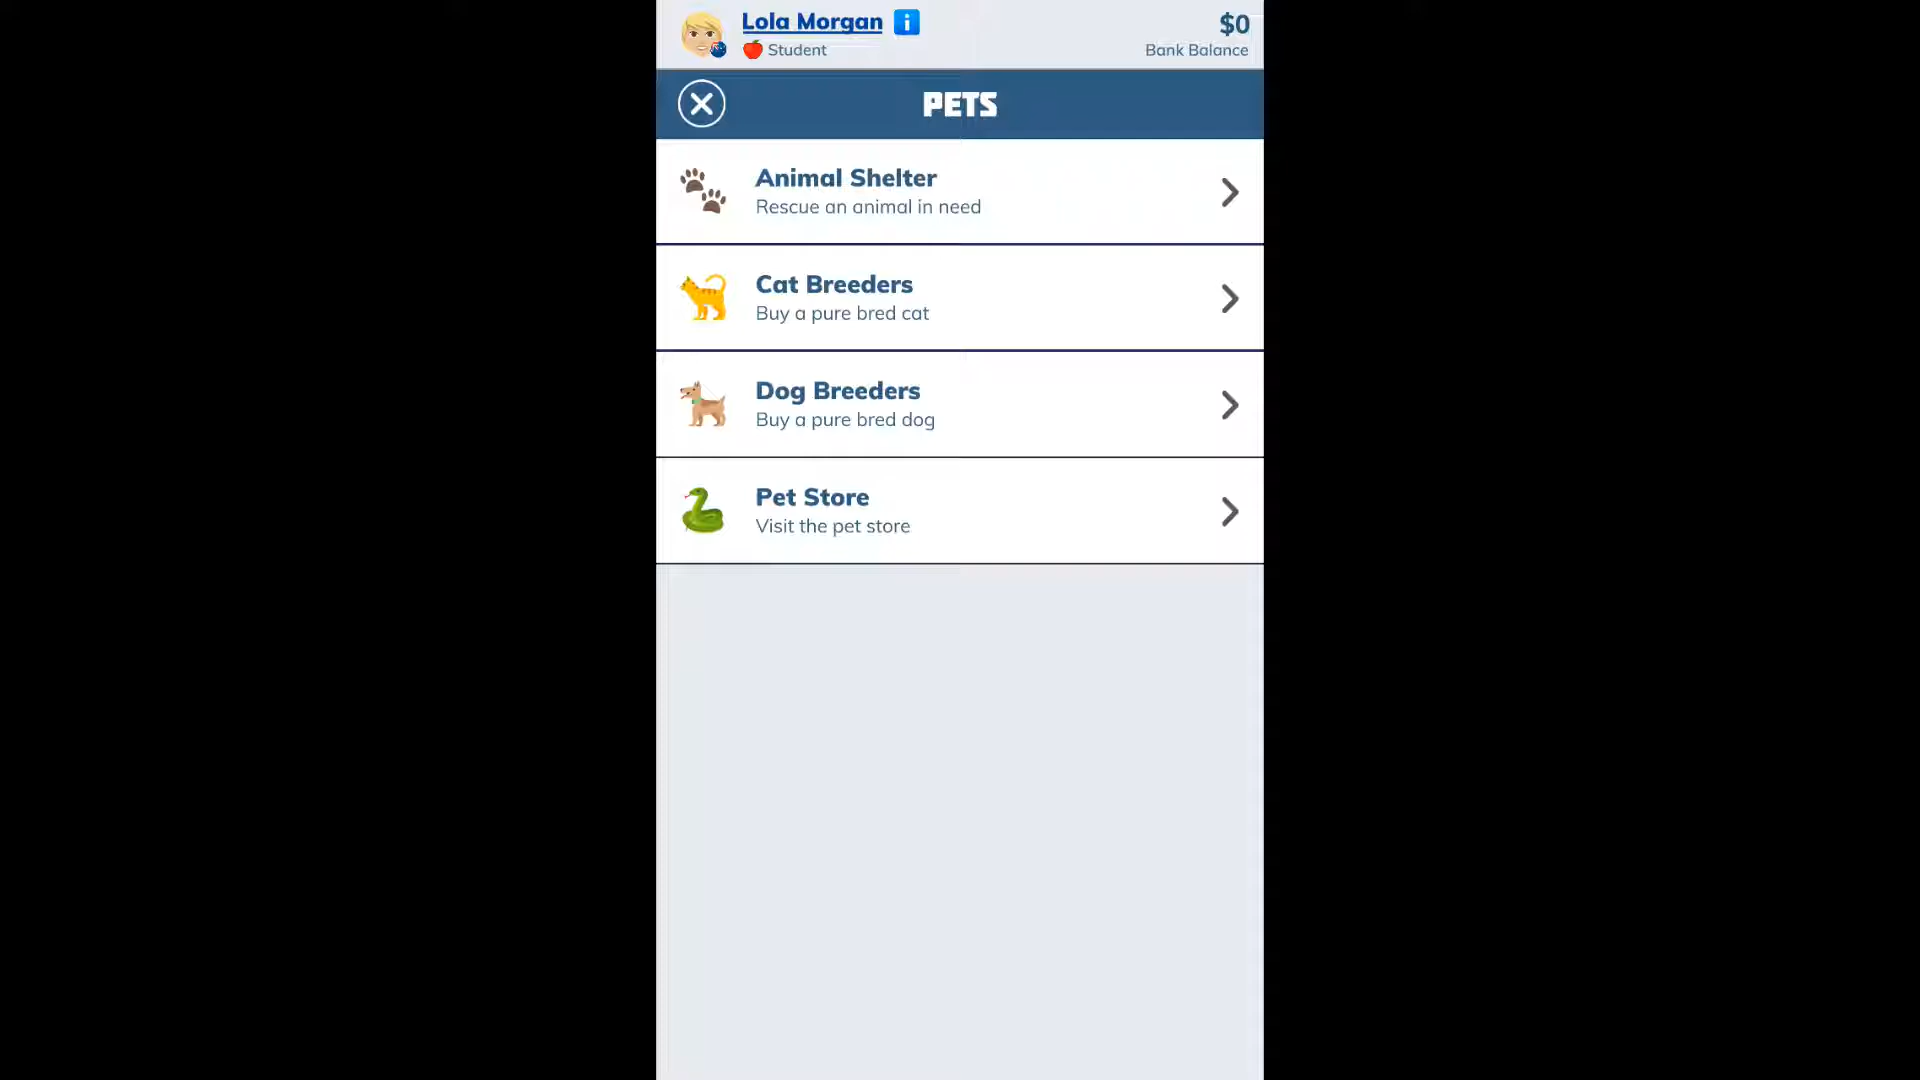 Lola Morgan
$0
Student
Bank Balance
PETS
Animal Shelter
Rescue an animal in need
Cat Breeders
Buy a pure bred cat
Dog Breeders
Buy a pure bred dog
Pet Store
Visit the pet store